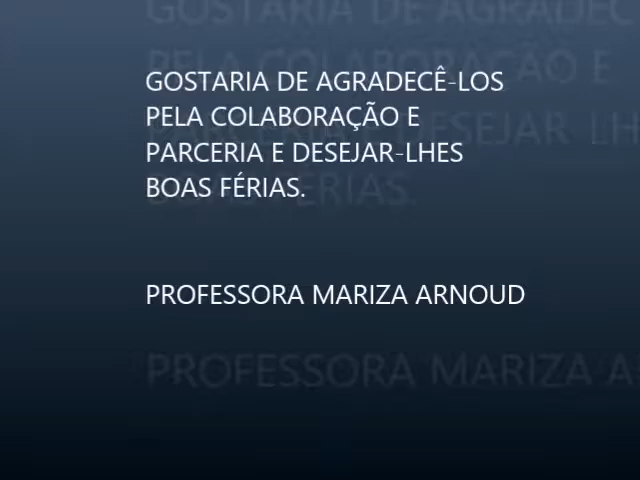 GOSTARIA DE AGRADECÊ-LOS
PELA COLABORAÇÃO E
PARCERIA E DESEJAR-LHES
BOAS FÉRIAS.
PROFESSORA MARIZA ARNOUD